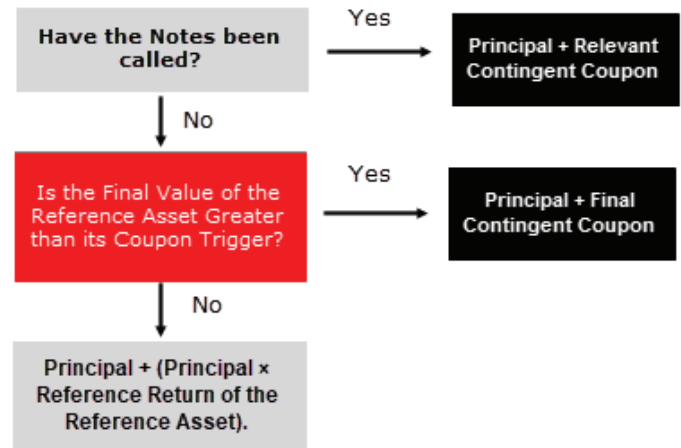 Have the Notes been
called?
Yes
Principal + Relevant
Contingent Coupon
No
Is the Final Value of the
Reference Asset Greater
than its Coupon Trigger?
Yes
Principal + Final
Contingent Coupon
No
Principal + (Principal ×
Reference Return of the
Reference Asset).